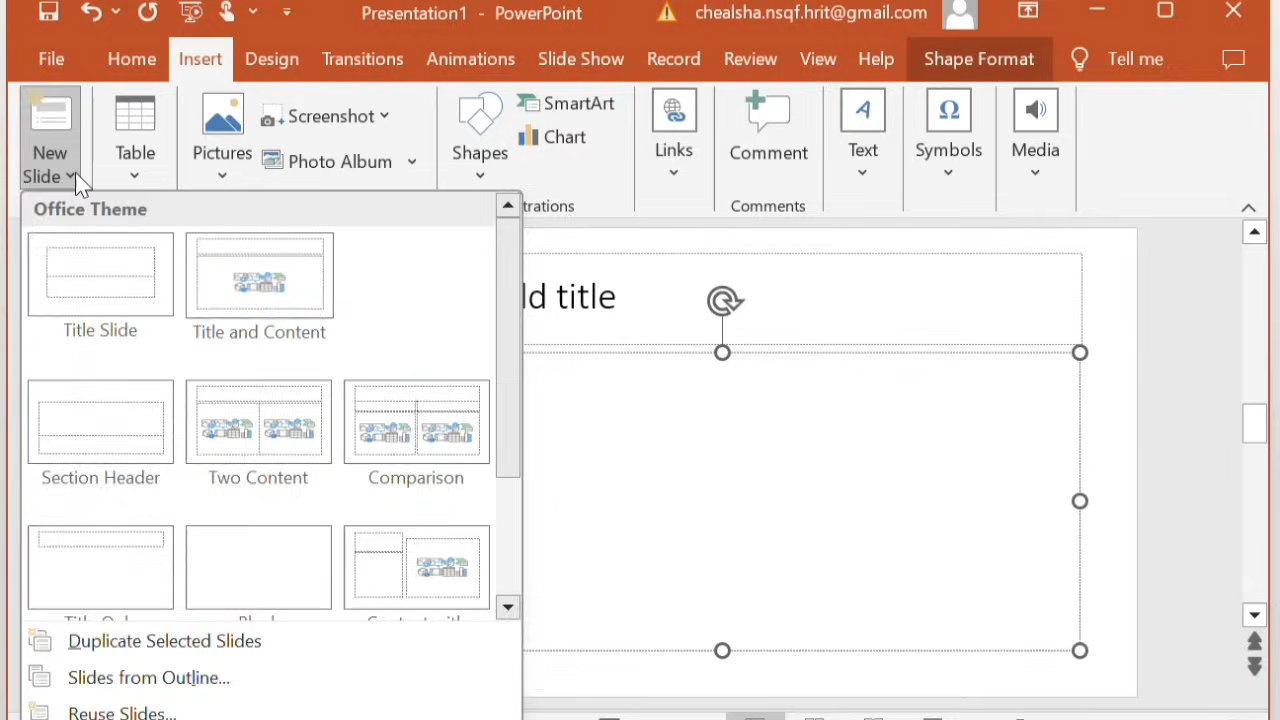 Presentation1 - PowerPoint
chealsha.nsqf.hrit@gmail.com
File Home Insert Design Transitions Animations Slide Show Record Review View Help Shape Format Tell me
New Slide
Table
Pictures
Screenshot
Photo Album
Shapes
SmartArt
Chart
Links
Comment
A
Text
Ω
Symbols
Media
trations
Comments
Office Theme
Title Slide
Title and Content
Section Header
Two Content
Comparison
Duplicate Selected Slides
Slides from Outline...
Reuse Slides...
ld title